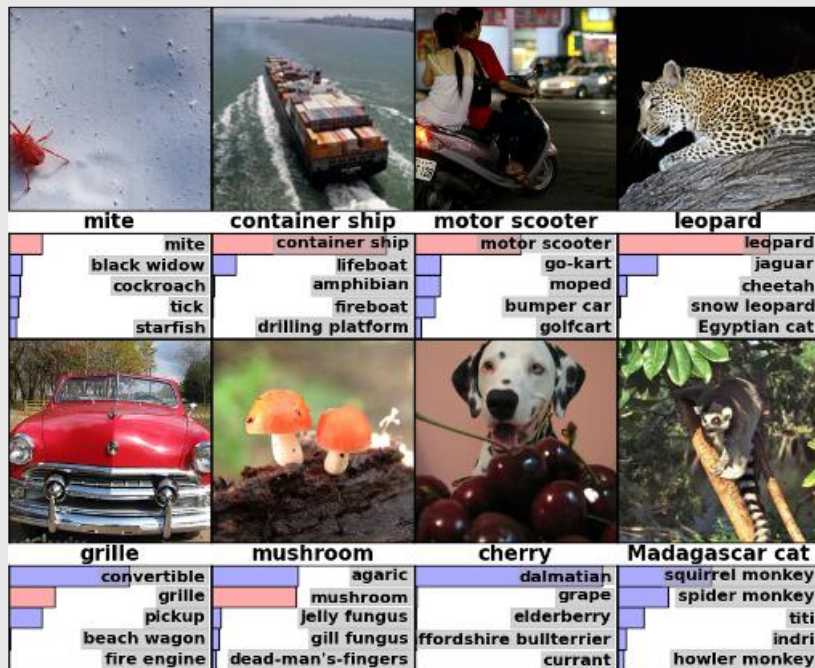 mite
container ship
motor scooter
leopard
mite
black widow
cockroach
tick
starfish
container ship
lifeboat
amphibian
fireboat
drilling platform
motor scooter
go-kart
moped
bumper car
golfcart
leopard
jaguar
cheetah
snow leopard
Egyptian cat
grille
mushroom
cherry
Madagascar cat
convertible
grille
pickup
beach wagon
fire engine
agaric
mushroom
jelly fungus
gill fungus
dead-man's-fingers
dalmatian
grape
elderberry
ffordshire bullterrier
currant
squirrel monkey
spider monkey
titi
indri
howler monkey